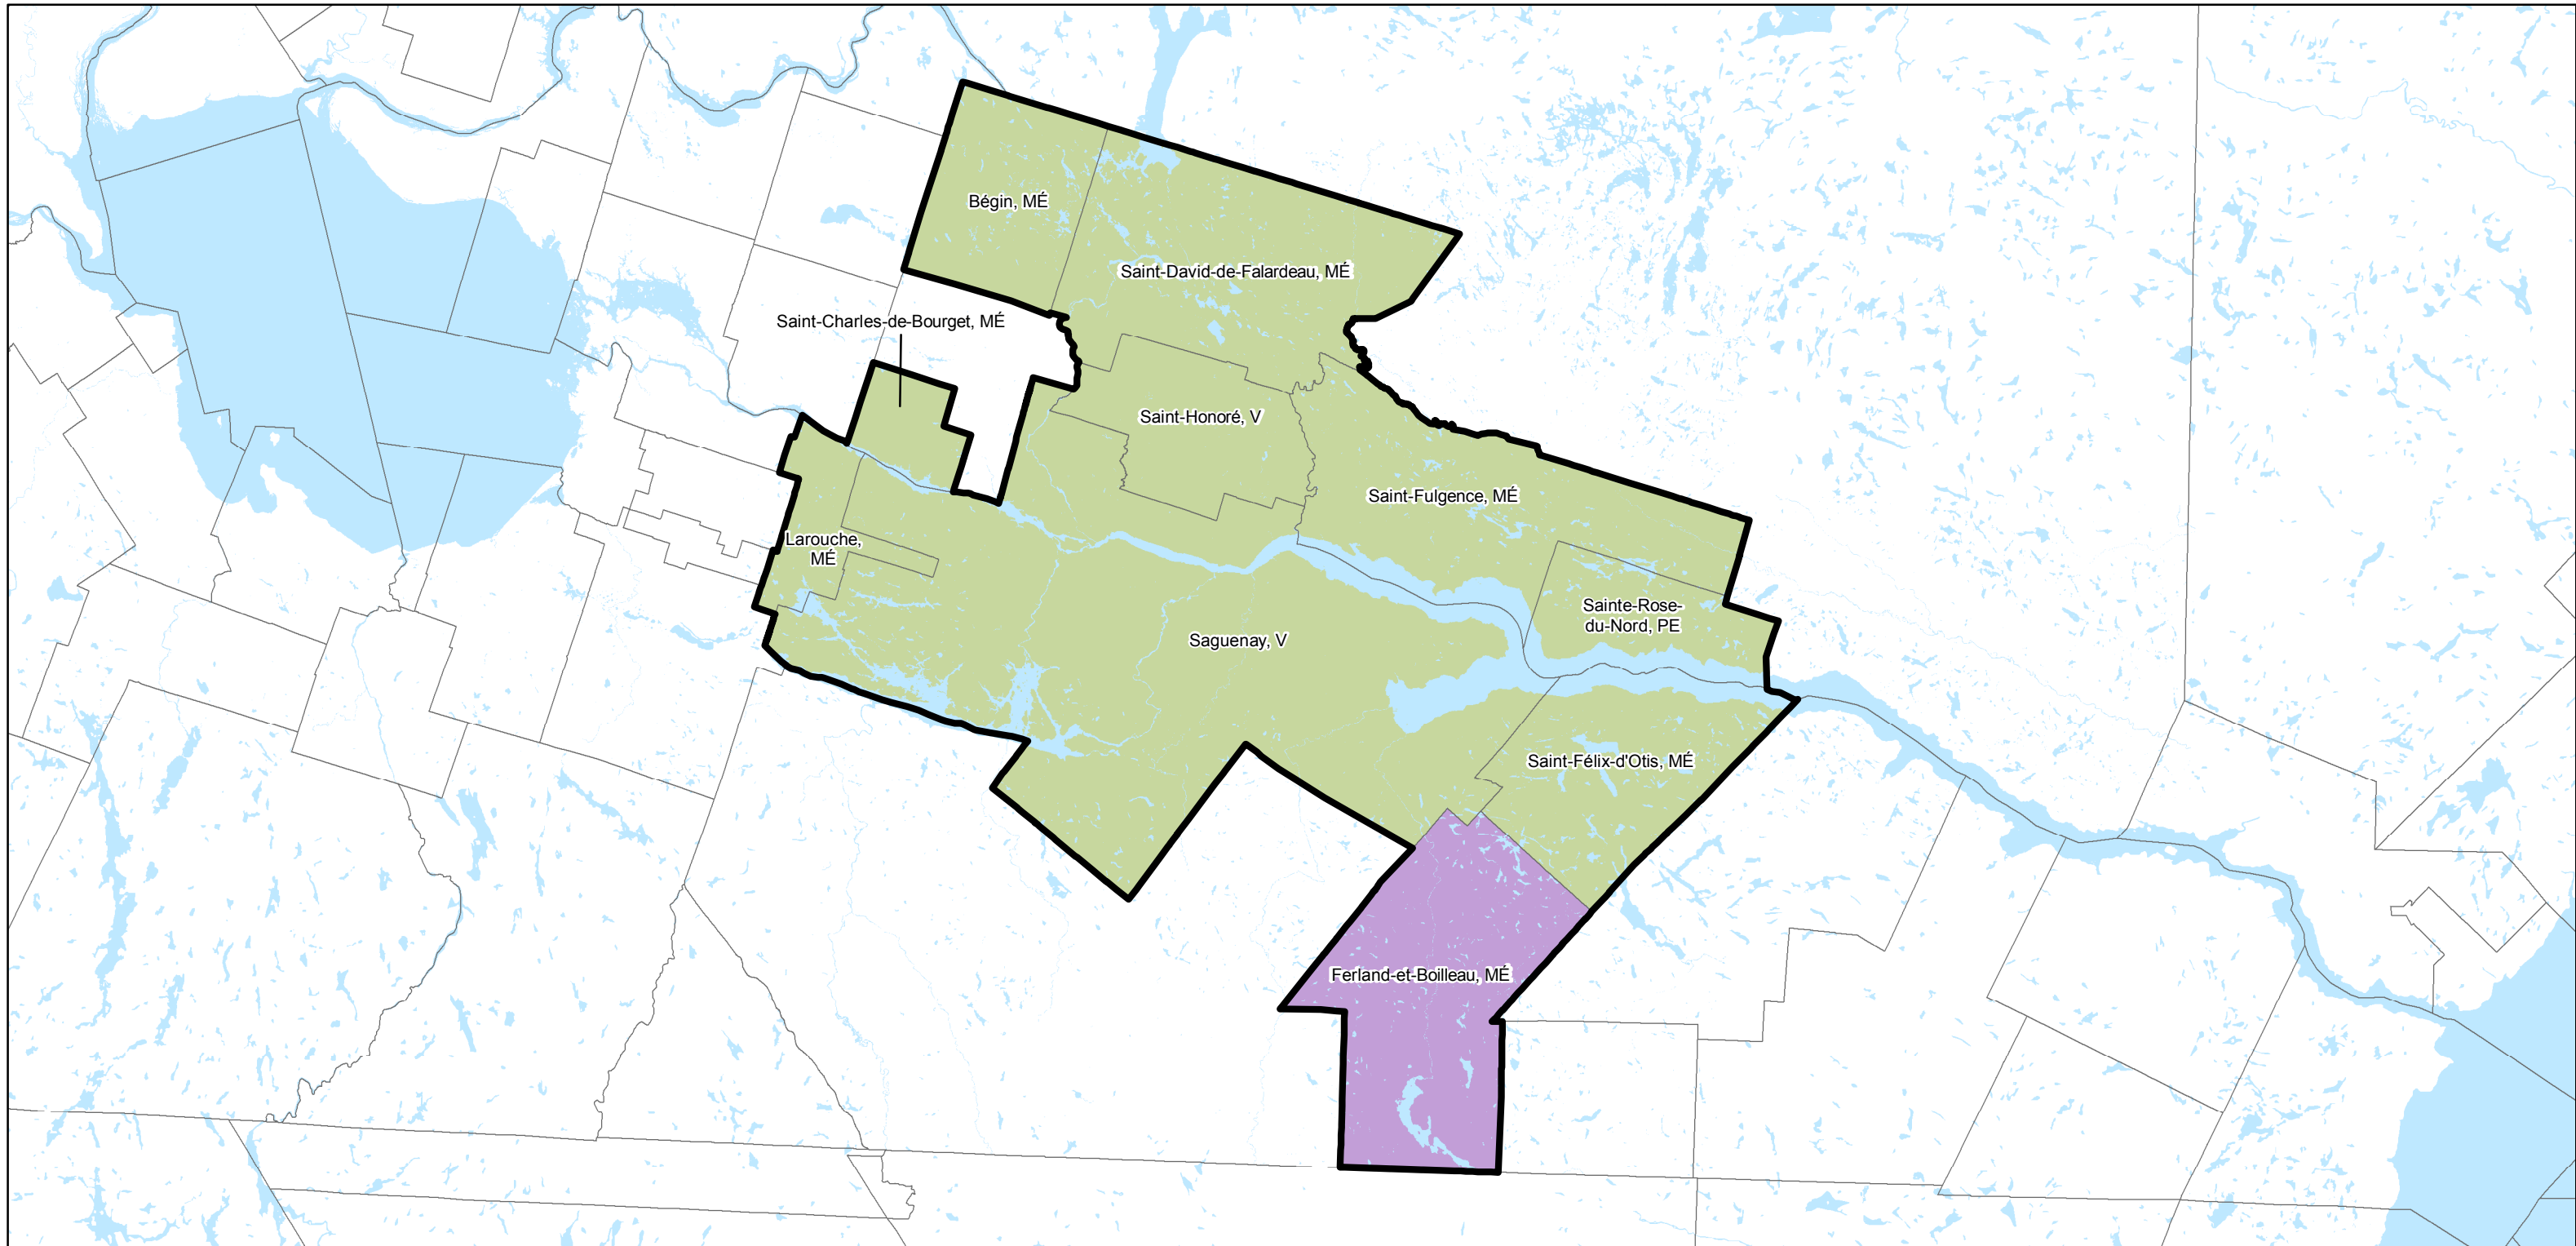 Bégin, MÉ
Saint-David-de-Falardeau, MÉ
Saint-Charles-de-Bourget, MÉ
Saint-Honoré, V
Saint-Fulgence, MÉ
Larouche,
MÉ
Sainte-Rose-
du-Nord, PE
Saguenay, V
Saint-Félix-d'Otis, MÉ
Ferland-et-Boilleau, MÉ